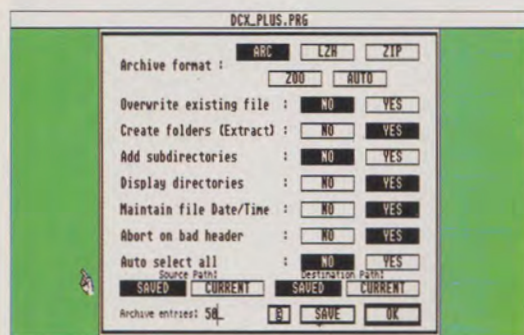 DCX_PLUS.PRG
Archive format : ARC LZH ZIP
ZOO AUTO
Overwrite existing file : NO YES
Create folders (Extract) : NO YES
Add subdirectories : NO YES
Display directories : NO YES
Maintain file Date/Time : NO YES
Abort on bad header : NO YES
Auto select all NO YES
Source Path: Destination Path:
SAVED CURRENT SAVED CURRENT
Archive entries: 50_ SAVE OK